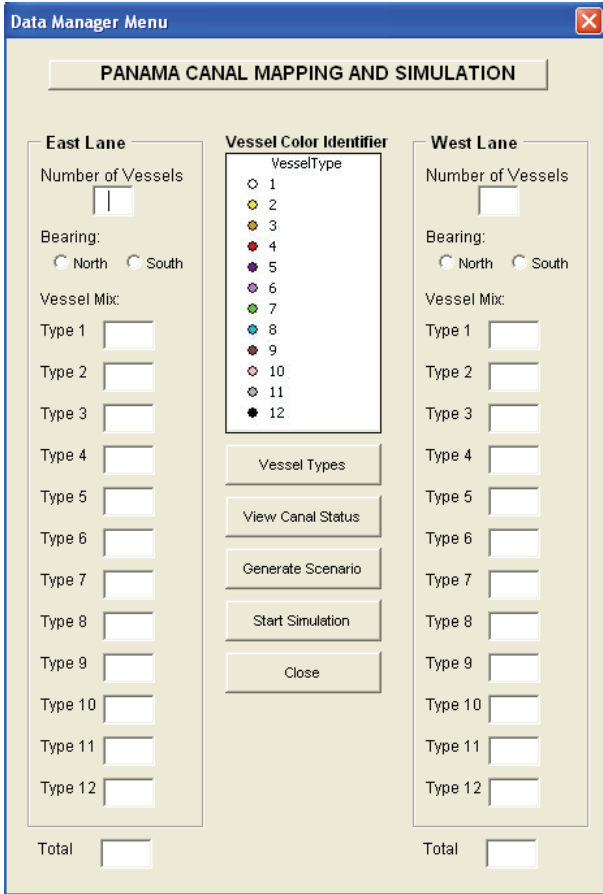 Data Manager Menu
PANAMA CANAL MAPPING AND SIMULATION
East Lane
Number of Vessels
Bearing:
North South
Vessel Mix:
Type 1
Type 2
Type 3
Type 4
Type 5
Type 6
Type 7
Type 8
Type 9
Type 10
Type 11
Type 12
Total
Vessel Color Identifier
VesselType
1
2
3
4
5
6
7
8
9
10
11
12
Vessel Types
View Canal Status
Generate Scenario
Start Simulation
Close
West Lane
Number of Vessels
Bearing:
North South
Vessel Mix:
Type 1
Type 2
Type 3
Type 4
Type 5
Type 6
Type 7
Type 8
Type 9
Type 10
Type 11
Type 12
Total